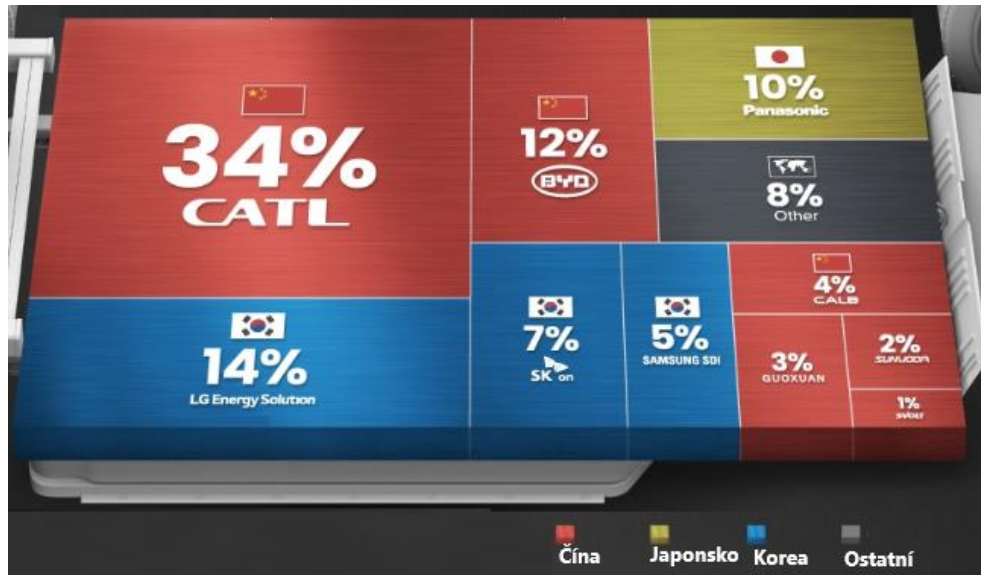 34%
CATL
12%
BYD
10%
Panasonic
8%
Other
14%
LG Energy Solution
7%
SK on
5%
SAMSUNG SDI
4%
CALB
3%
GUOXUAN
2%
SUNWODA
1%
SVOLT
Čína
Japonsko
Korea
Ostatní